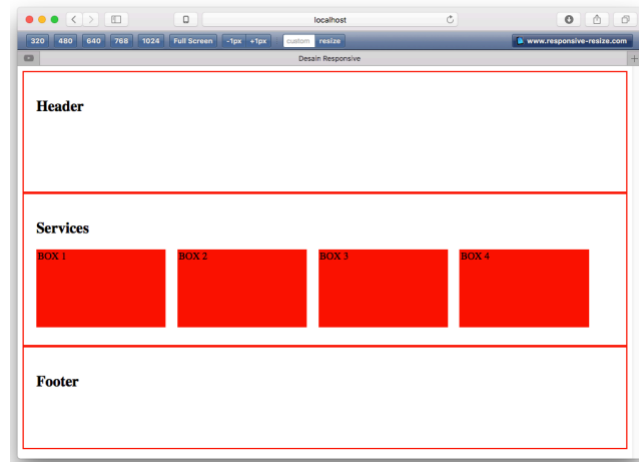 localhost
320 480 640 768 1024 Full Screen -1px +1px custom resize www.responsive-resize.com
Desain Responsive
Header
Services
BOX 1 BOX 2 BOX 3 BOX 4
Footer